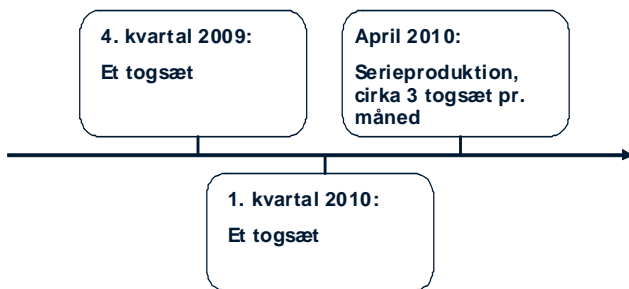 4. kvartal 2009:
Et togsæt
April 2010:
Serieproduktion,
cirka 3 togsæt pr.
måned
1. kvartal 2010:
Et togsæt